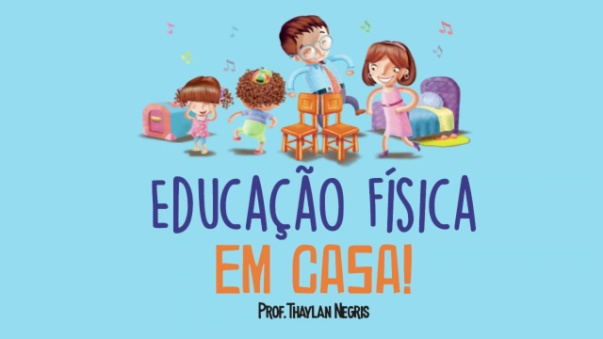 EDUCAÇÃO FÍSICA
EM CASA!
PROF. THAYLAN NEGRIS